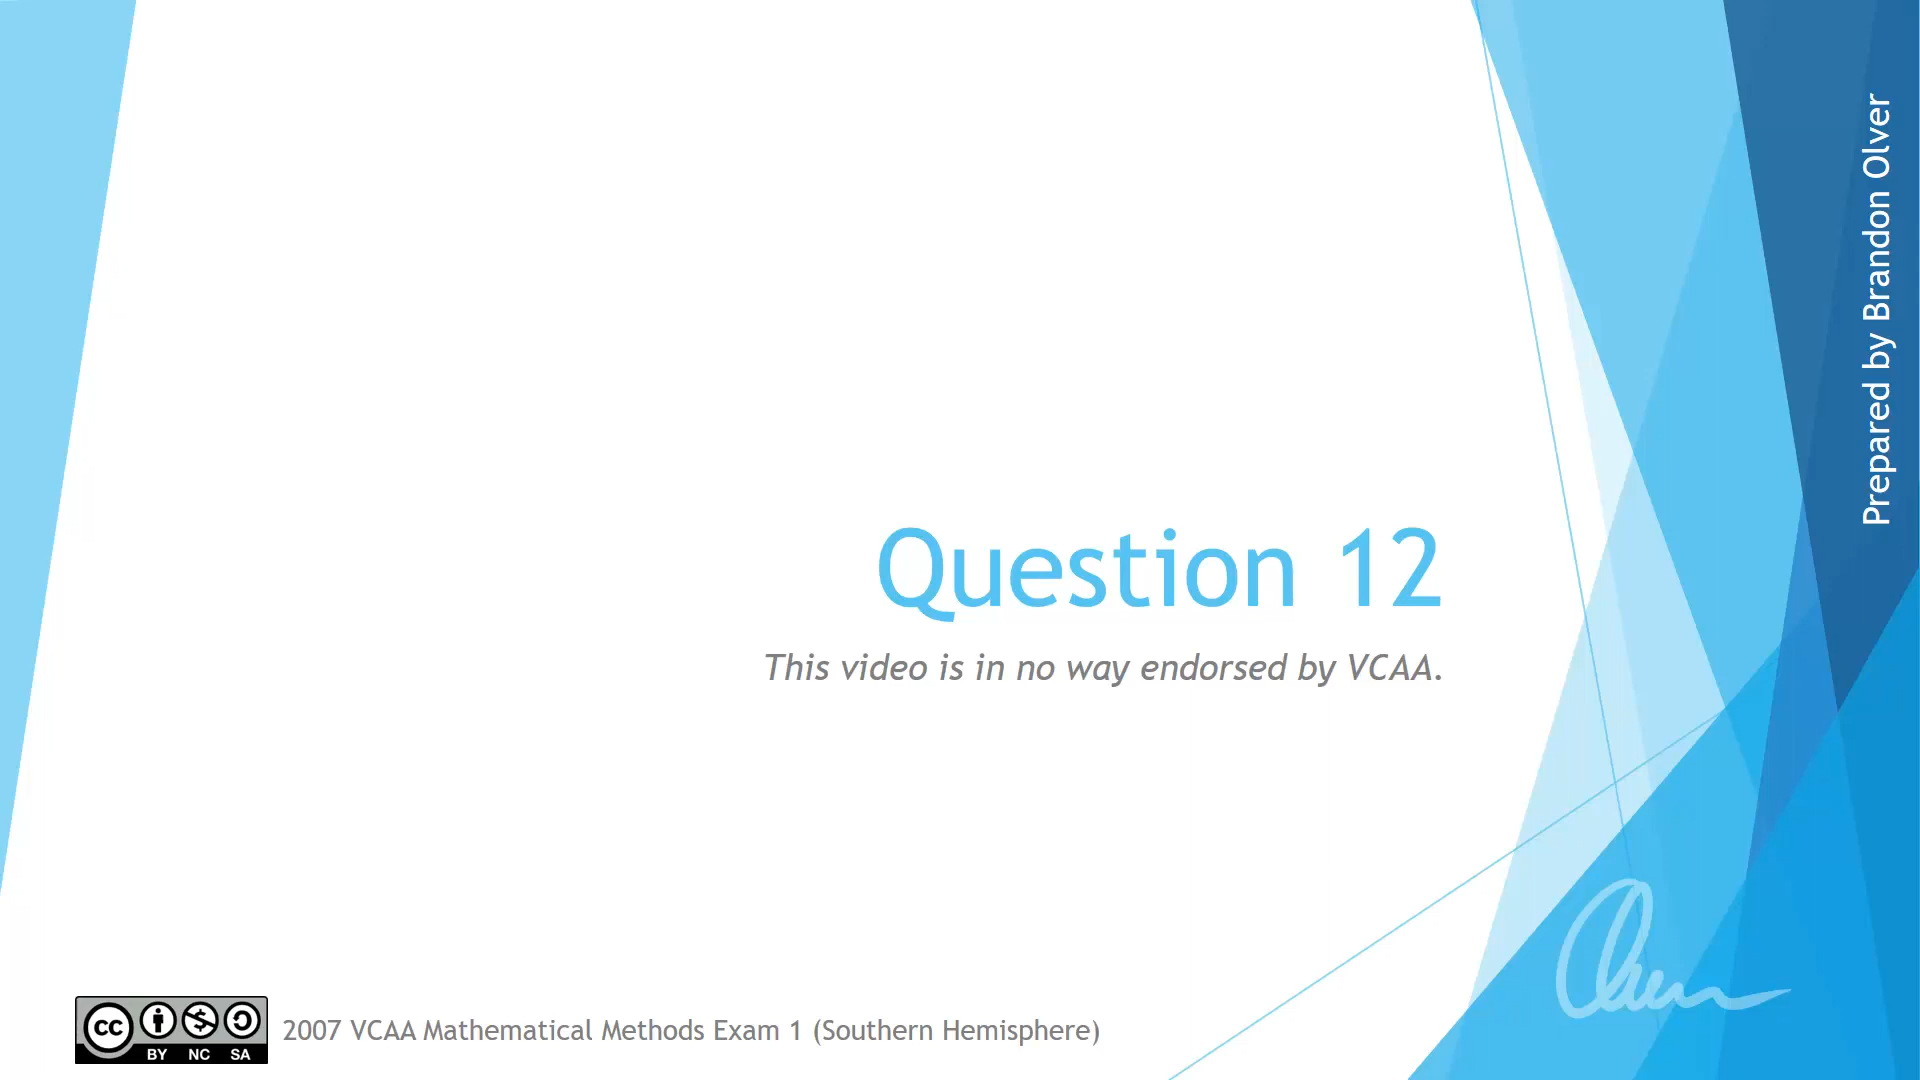 Prepared by Brandon Olver
Question 12
This video is in no way endorsed by VCAA.
cc
BY NC SA
2007 VCAA Mathematical Methods Exam 1 (Southern Hemisphere)